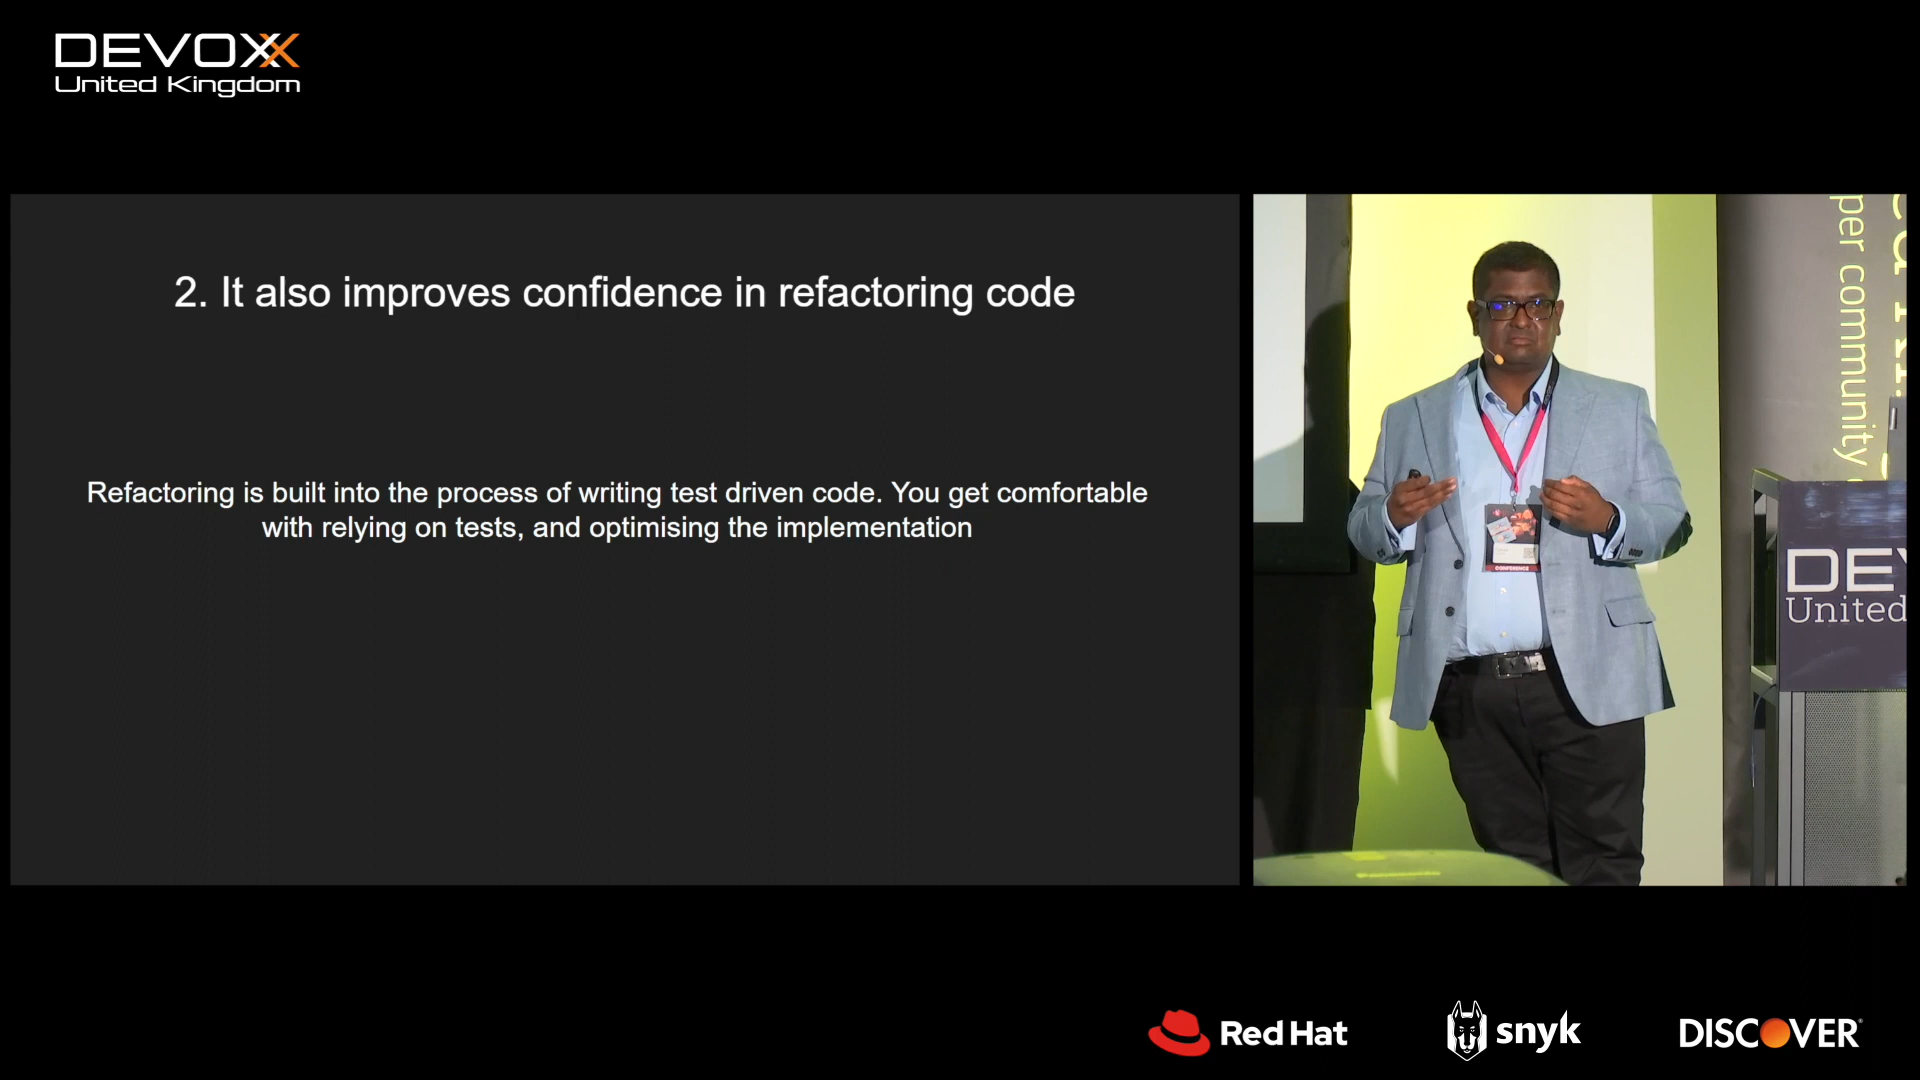 DEVOXX
United Kingdom
2. It also improves confidence in refactoring code
Refactoring is built into the process of writing test driven code. You get comfortable
with relying on tests, and optimising the implementation
per community
CONFERENCE
DEV
United
Red Hat
snyk
DISCOVER